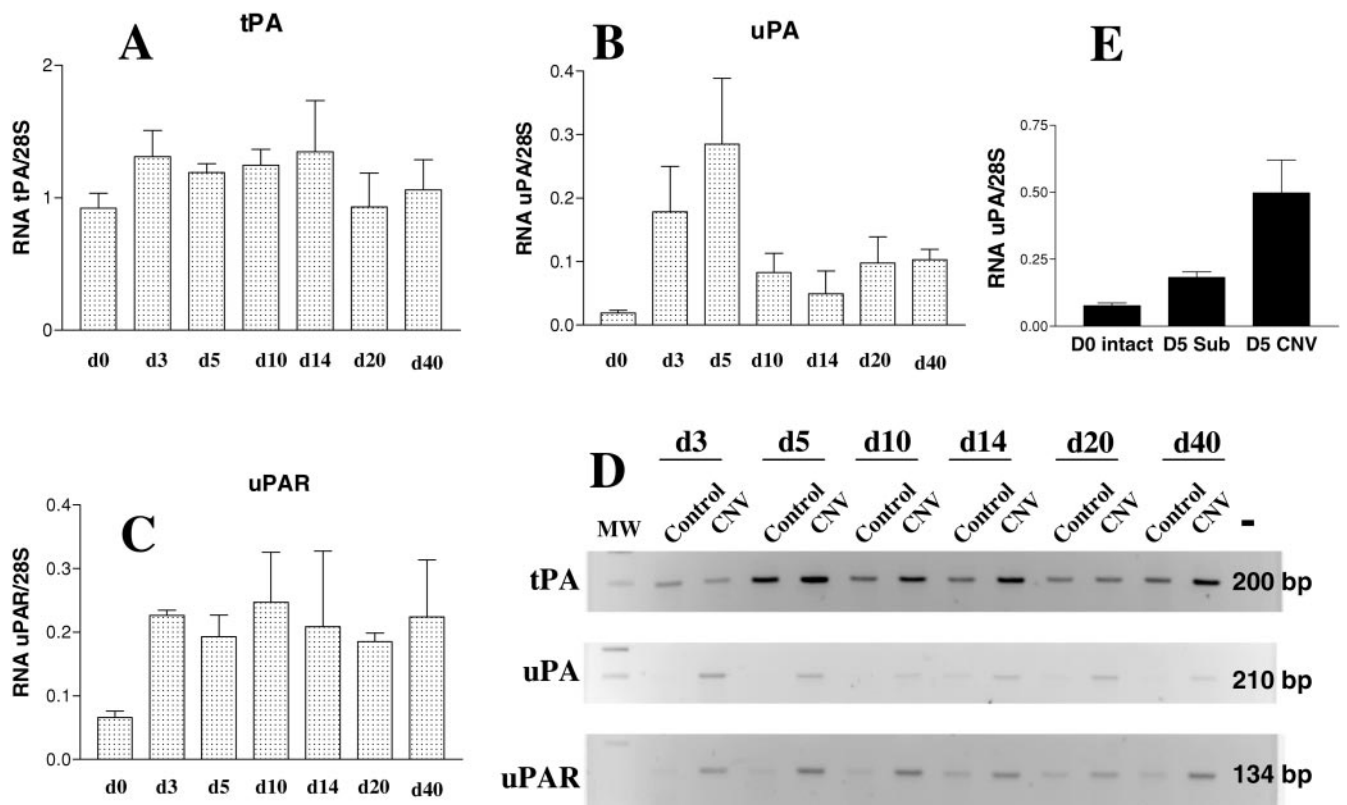 A
tPA
RNA tPA/28S
2
1
0
d0 d3 d5 d10 d14 d20 d40
B
uPA
RNA uPA/28S
0.4
0.3
0.2
0.1
0.0
d0 d3 d5 d10 d14 d20 d40
E
RNA uPA/28S
0.75
0.50
0.25
0.00
D0 intact D5 Sub D5 CNV
uPAR
C
RNA uPAR/28S
0.4
0.3
0.2
0.1
0.0
d0 d3 d5 d10 d14 d20 d40
D
d3 d5 d10 d14 d20 d40
MW Control CNV Control CNV Control CNV Control CNV Control CNV Control CNV -
tPA 200 bp
uPA 210 bp
uPAR 134 bp